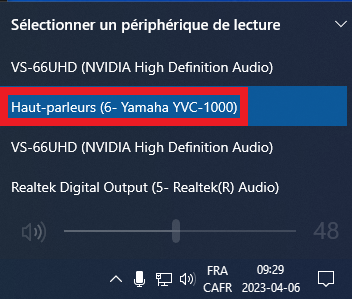 Sélectionner un périphérique de lecture
VS-66UHD (NVIDIA High Definition Audio)
Haut-parleurs (6- Yamaha YVC-1000)
VS-66UHD (NVIDIA High Definition Audio)
Realtek Digital Output (5- Realtek(R) Audio)
48
FRA 09:29
CAFR 2023-04-06